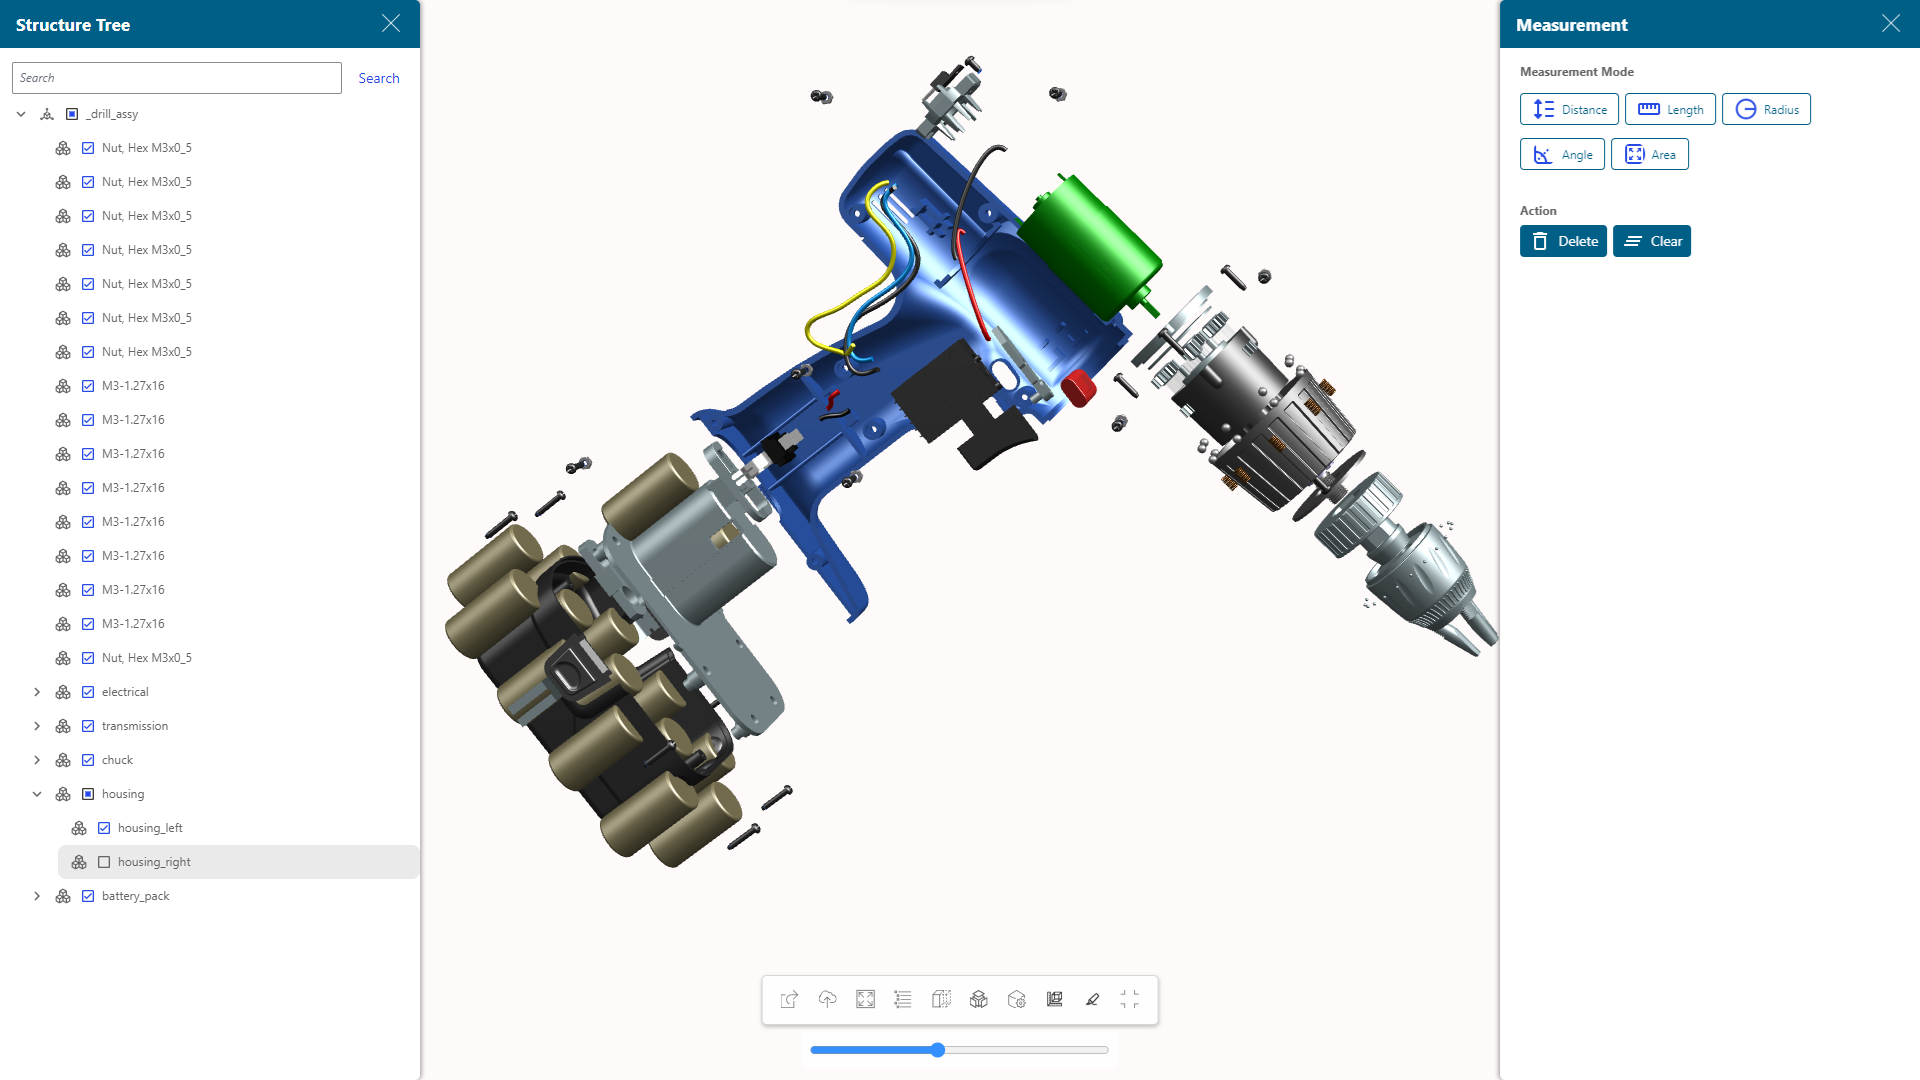 Structure Tree
Search
Search
_drill_assy
Nut, Hex M3x0_5
Nut, Hex M3x0_5
Nut, Hex M3x0_5
Nut, Hex M3x0_5
Nut, Hex M3x0_5
Nut, Hex M3x0_5
Nut, Hex M3x0_5
M3-1.27x16
M3-1.27x16
M3-1.27x16
M3-1.27x16
M3-1.27x16
M3-1.27x16
M3-1.27x16
M3-1.27x16
Nut, Hex M3x0_5
electrical
transmission
chuck
housing
housing_left
housing_right
battery_pack
Measurement
Measurement Mode
Distance
Length
Radius
Angle
Area
Action
Delete
Clear